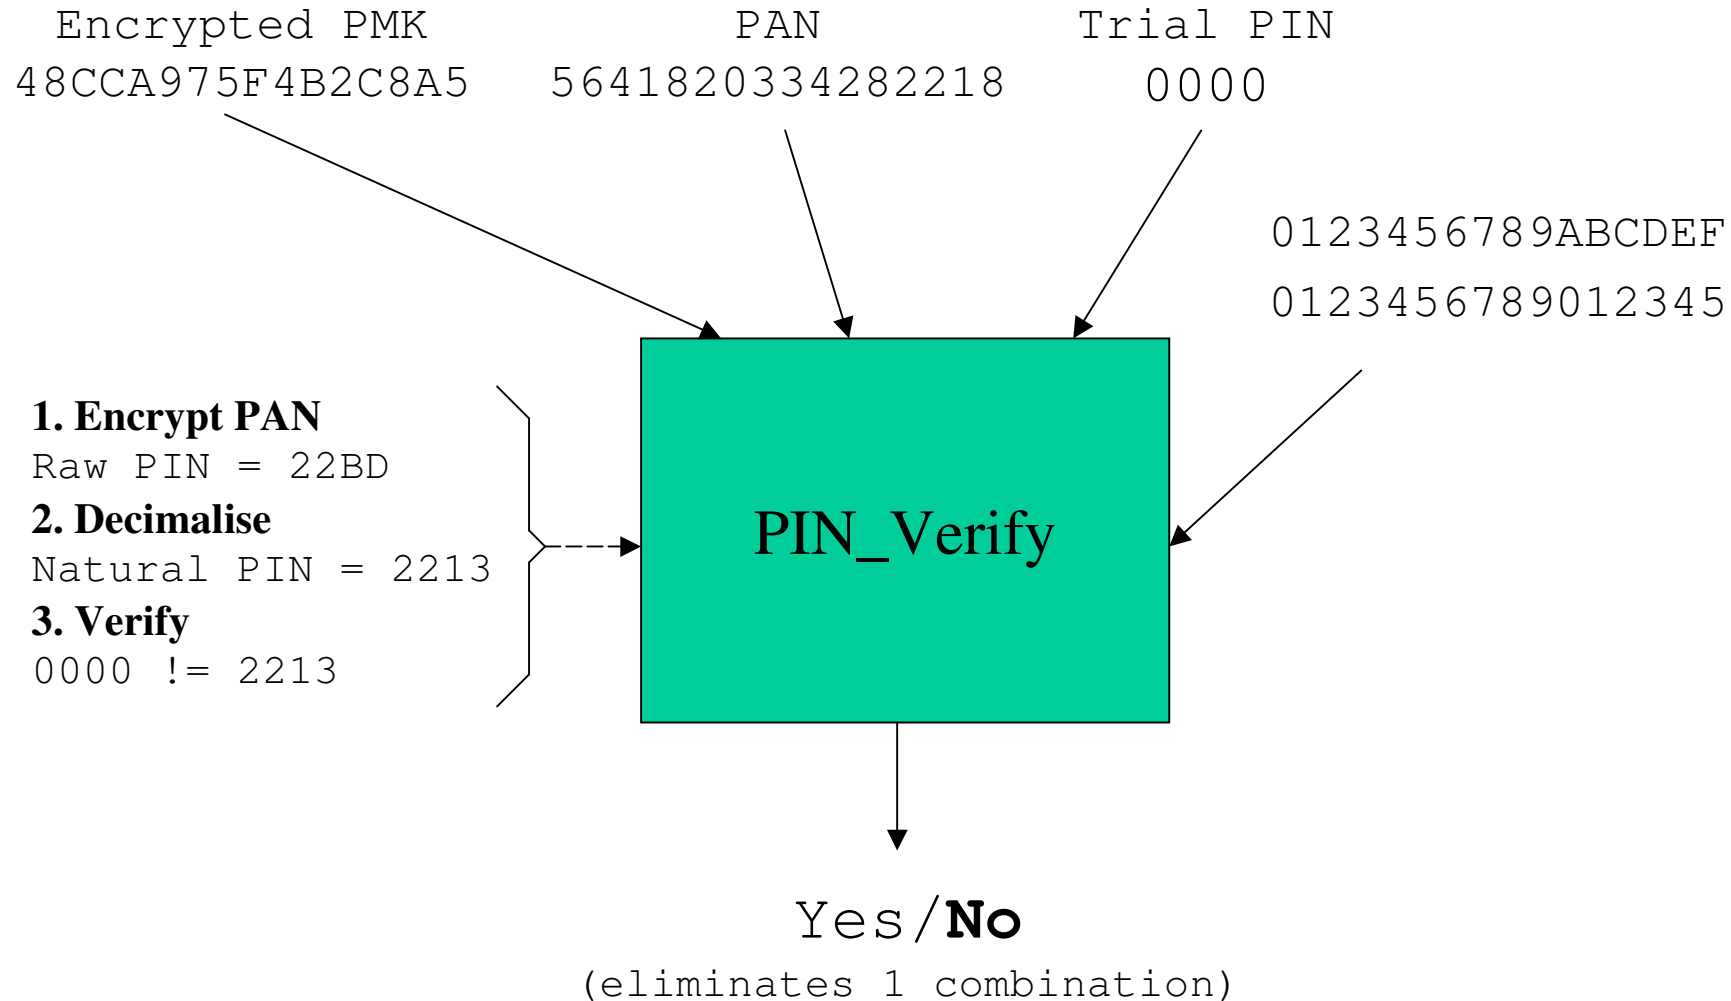 Encrypted PMK
48CCA975F4B2C8A5
PAN
5641820334282218
Trial PIN
0000
0123456789ABCDEF
0123456789012345
1. Encrypt PAN
Raw PIN = 22BD
2. Decimalise
Natural PIN = 2213
3. Verify
0000 != 2213
PIN_Verify
Yes/No
(eliminates 1 combination)